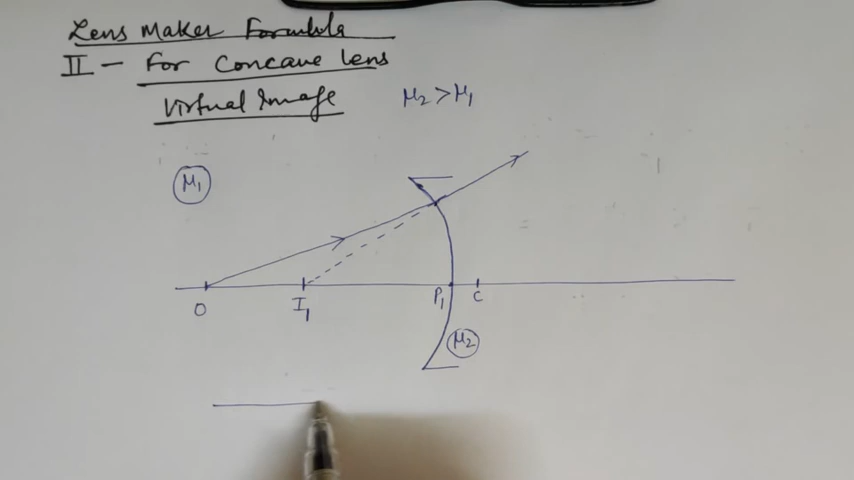 Lens Maker Formula
II - For Concave lens
Virtual Image
μ2 > μ1
μ1
O
I1
P1
C
μ2